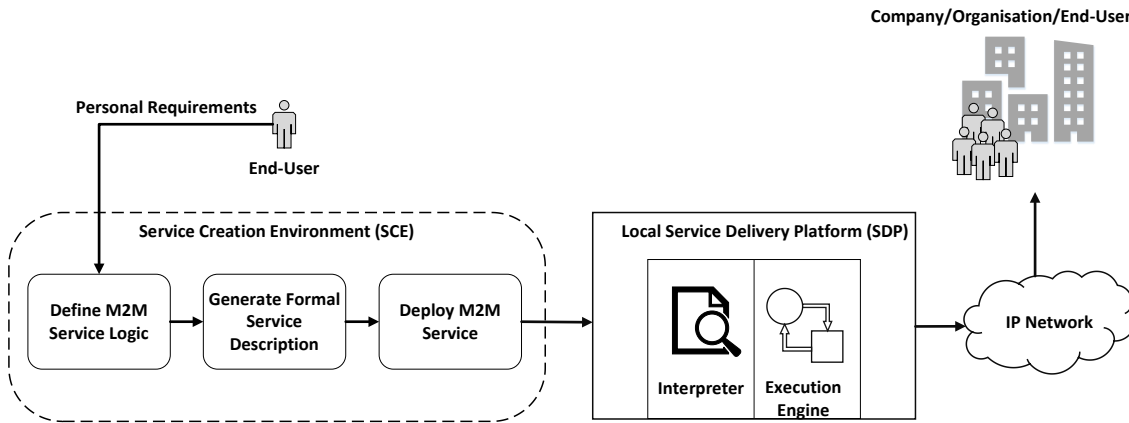 Company/Organisation/End-User
Personal Requirements
End-User
Service Creation Environment (SCE)
Define M2M
Service Logic
Generate Formal
Service
Description
Deploy M2M
Service
Local Service Delivery Platform (SDP)
Interpreter
Execution
Engine
IP Network